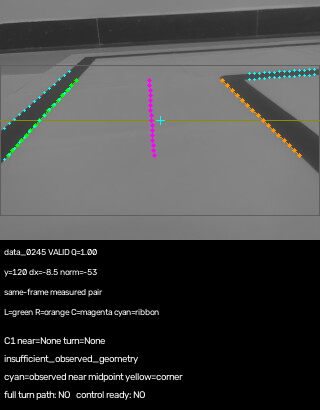 data_0245 VALID Q=1.00
y=120 dx=-8.5 norm=-53
same-frame measured pair
L=green R=orange C=magenta cyan=ribbon
C1 near=None turn=None
insufficient_observed_geometry
cyan=observed near midpoint yellow=corner
full turn path: NO control ready: NO